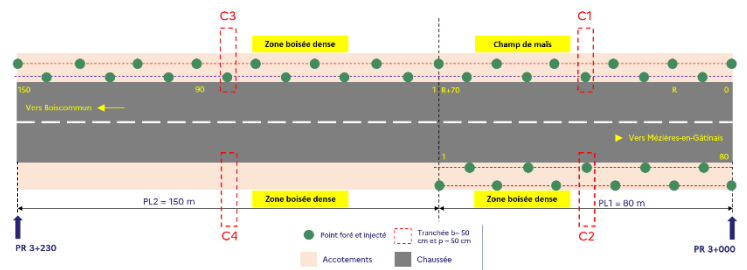 C3
C1
Zone boisée dense
Champ de maïs
150
90
1
R+70
R
0
Vers Boiscommun
Vers Mézières-en-Gâtinais
1
80
Zone boisée dense
Zone boisée dense
PL2 = 150 m
PL1 = 80 m
C4
C2
PR 3+230
PR 3+000
Point foré et injecté
Tranchée b= 50
cm et p = 50 cm
Accotements
Chaussée